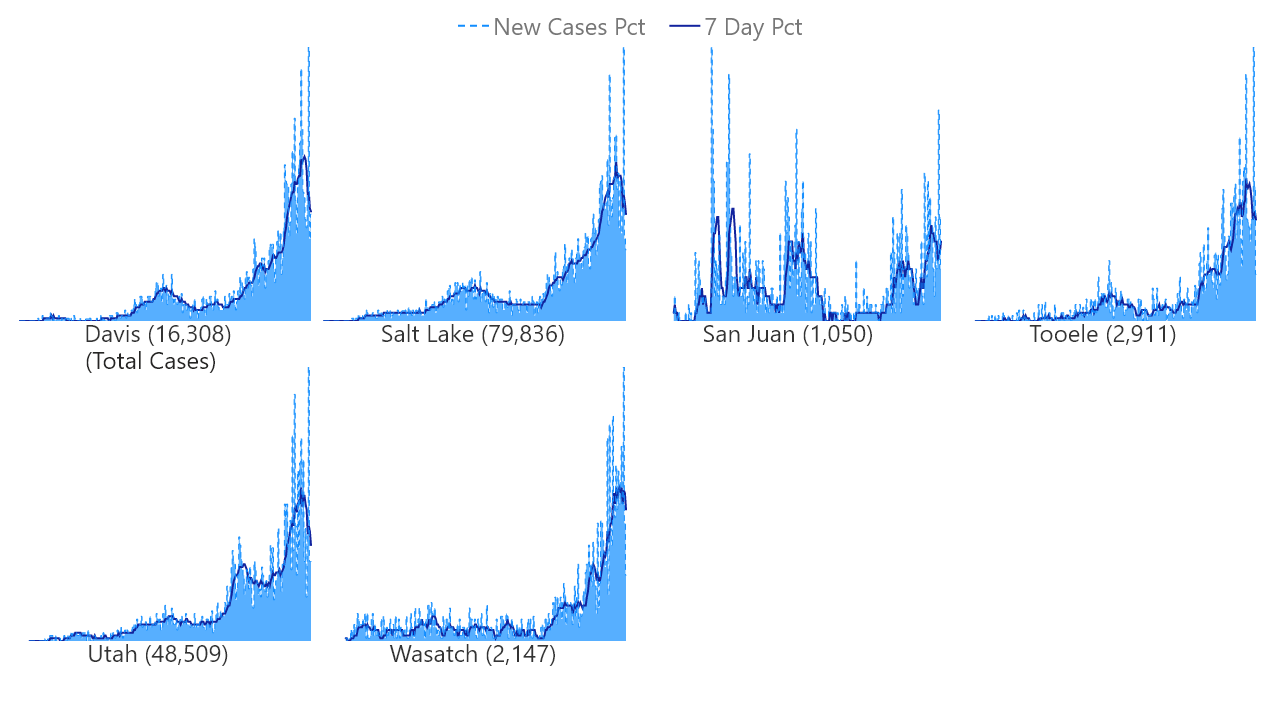 New Cases Pct 7 Day Pct
Davis (16,308)
(Total Cases)
Salt Lake (79,836)
San Juan (1,050)
Tooele (2,911)
Utah (48,509)
Wasatch (2,147)